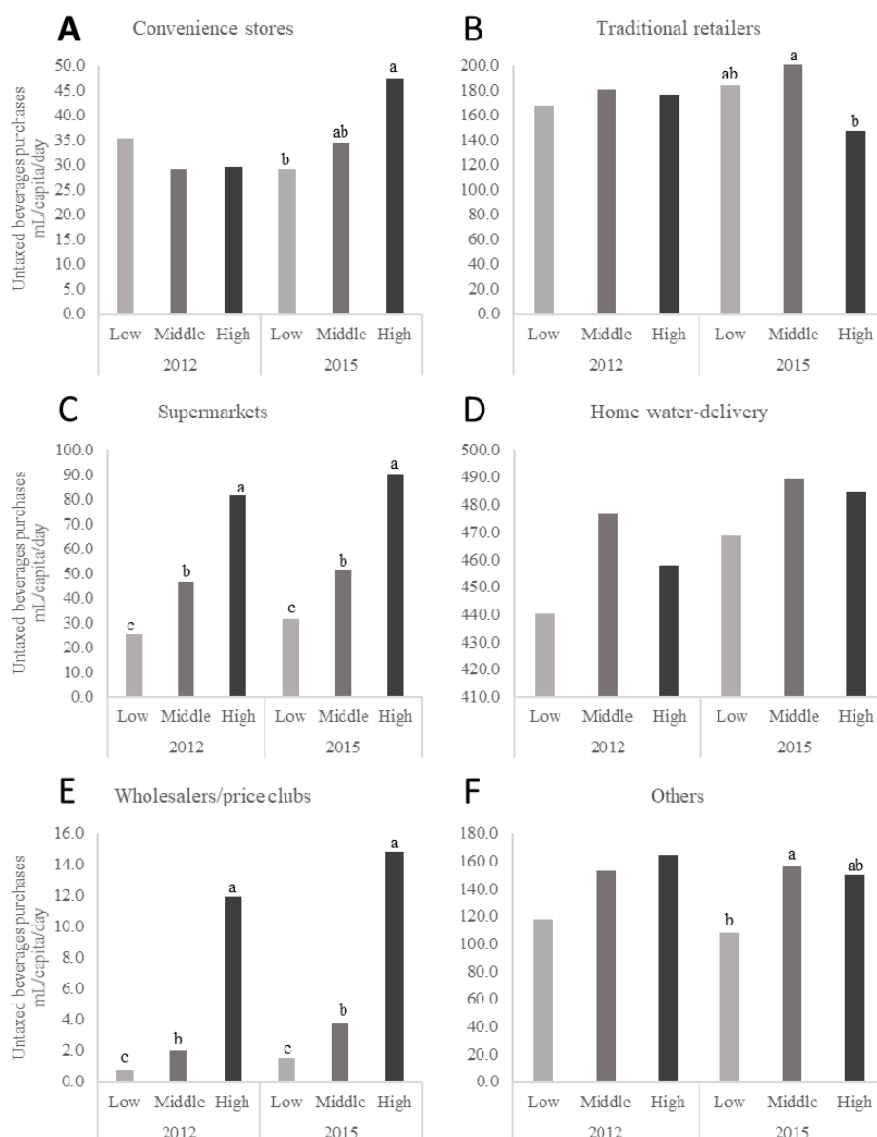 A Convenience stores
Untaxed beverages purchases
mL/capita/day
50.0
45.0
40.0
35.0
30.0
25.0
20.0
15.0
10.0
5.0
0.0
b
ab
a
Low Middle High Low Middle High
2012 2015
B Traditional retailers
200.0
180.0
160.0
140.0
120.0
100.0
80.0
60.0
40.0
20.0
0.0
ab
a
b
Low Middle High Low Middle High
2012 2015
C Supermarkets
Untaxed beverages purchases
mL/capita/day
100.0
90.0
80.0
70.0
60.0
50.0
40.0
30.0
20.0
10.0
0.0
c
b
a
c
b
a
Low Middle High Low Middle High
2012 2015
D Home water-delivery
500.0
490.0
480.0
470.0
460.0
450.0
440.0
430.0
420.0
410.0
Low Middle High Low Middle High
2012 2015
E Wholesalers/price clubs
Untaxed beverages purchases
mL/capita/day
16.0
14.0
12.0
10.0
8.0
6.0
4.0
2.0
0.0
c
b
a
c
b
a
Low Middle High Low Middle High
2012 2015
F Others
180.0
160.0
140.0
120.0
100.0
80.0
60.0
40.0
20.0
0.0
b
a
ab
Low Middle High Low Middle High
2012 2015